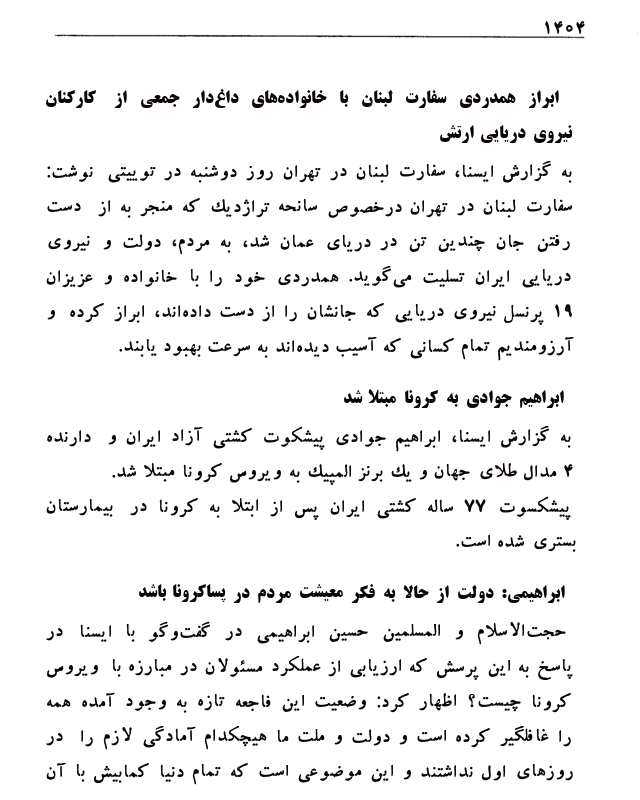 ۱۴۰۴
ابراز همدردی سفارت لبنان با خانواده‌های داغ‌دار جمعی از کارکنان
نیروی دریایی ارتش
به گزارش ایسنا، سفارت لبنان در تهران روز دوشنبه در توییتی نوشت:
سفارت لبنان در تهران درخصوص سانحه تراژدیك که منجر به از دست
رفتن جان چندین تن در دریای عمان شد، به مردم، دولت و نیروی
دریایی ایران تسلیت می‌گوید. همدردی خود را با خانواده و عزیزان
۱۹ پرنسل نیروی دریایی که جانشان را از دست داده‌اند، ابراز کرده و
آرزومندیم تمام کسانی که آسیب دیده‌اند به سرعت بهبود یابند.
ابراهیم جوادی به کرونا مبتلا شد
به گزارش ایسنا، ابراهیم جوادی پیشکوت کشتی آزاد ایران و دارنده
۴ مدال طلای جهان و یك برنز المپیك به ویروس کرونا مبتلا شد.
پیشکسوت ۷۷ ساله کشتی ایران پس از ابتلا به کرونا در بیمارستان
بستری شده است.
ابراهیمی: دولت از حالا به فکر معیشت مردم در پساکرونا باشد
حجت‌الاسلام و المسلمین حسین ابراهیمی در گفت‌وگو با ایسنا در
پاسخ به این پرسش که ارزیابی از عملکرد مسئولان در مبارزه با ویروس
کرونا چیست؟ اظهار کرد: وضعیت این فاجعه تازه به وجود آمده همه
را غافلگیر کرده است و دولت و ملت ما هیچکدام آمادگی لازم را در
روزهای اول نداشتند و این موضوعی است که تمام دنیا کمابیش با آن